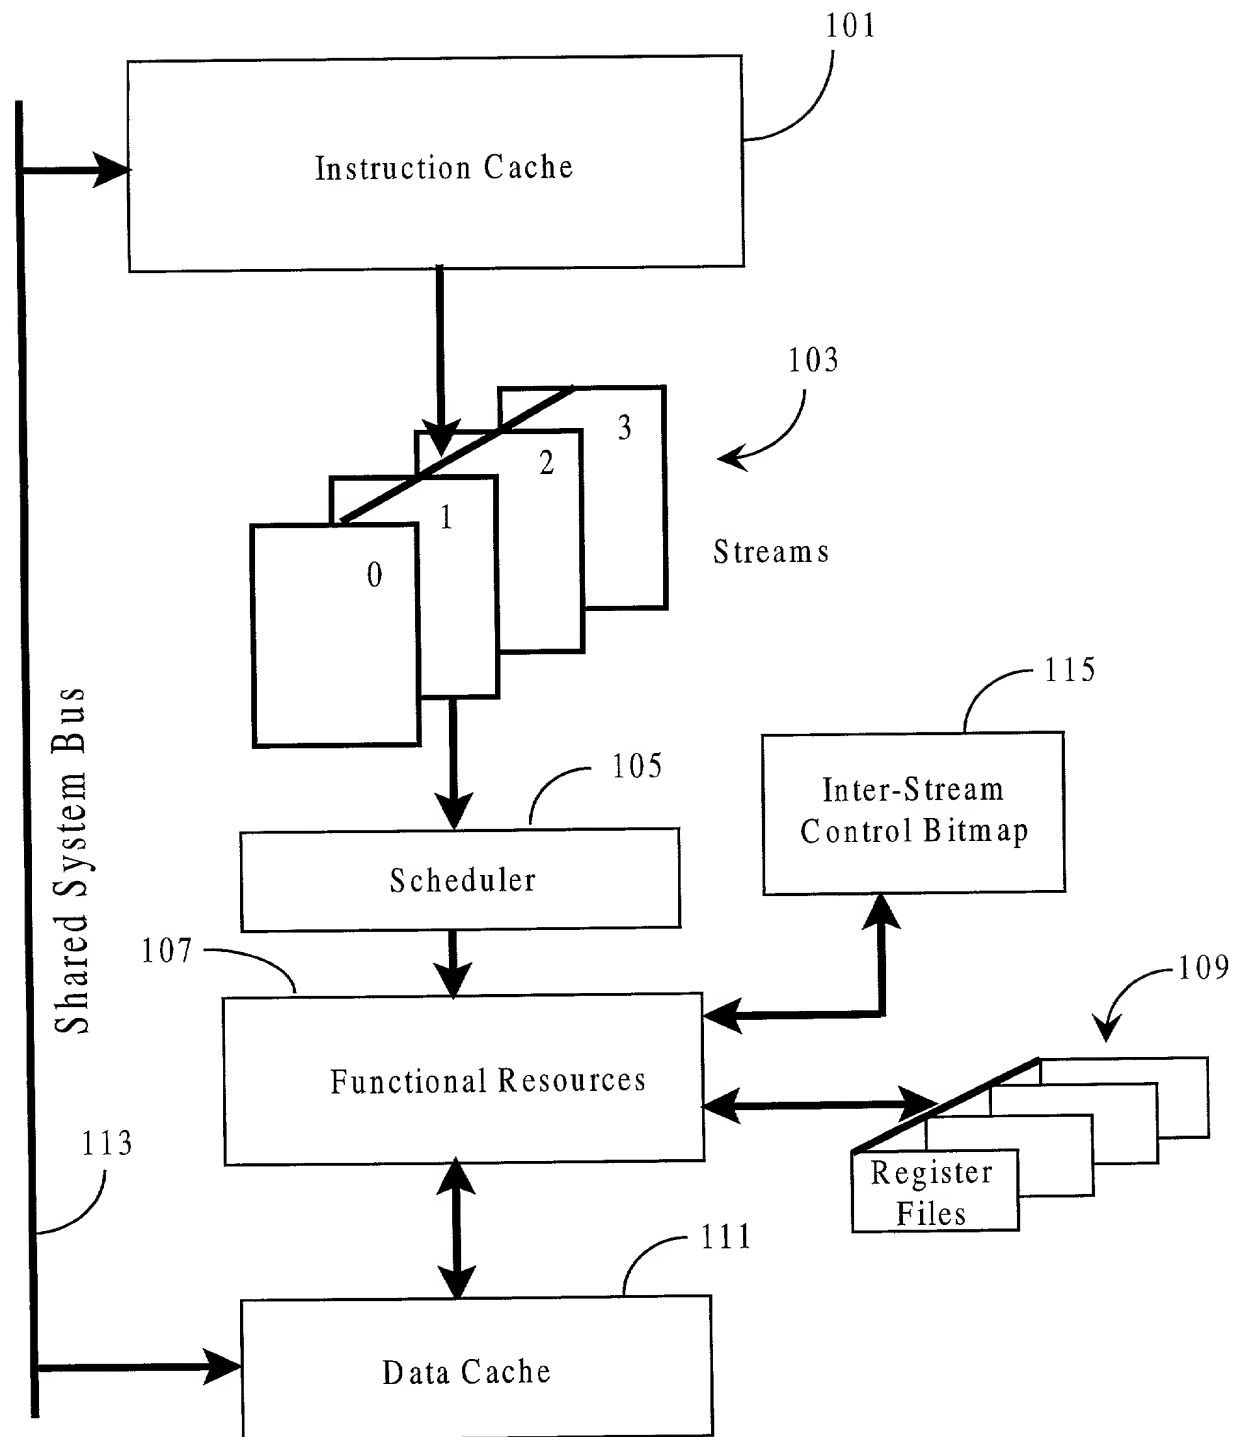 101
Instruction Cache
103
3
2
1
0
Streams
115
105
Inter-Stream
Control Bitmap
Scheduler
Shared System Bus
107
109
Functional Resources
113
Register
Files
111
Data Cache